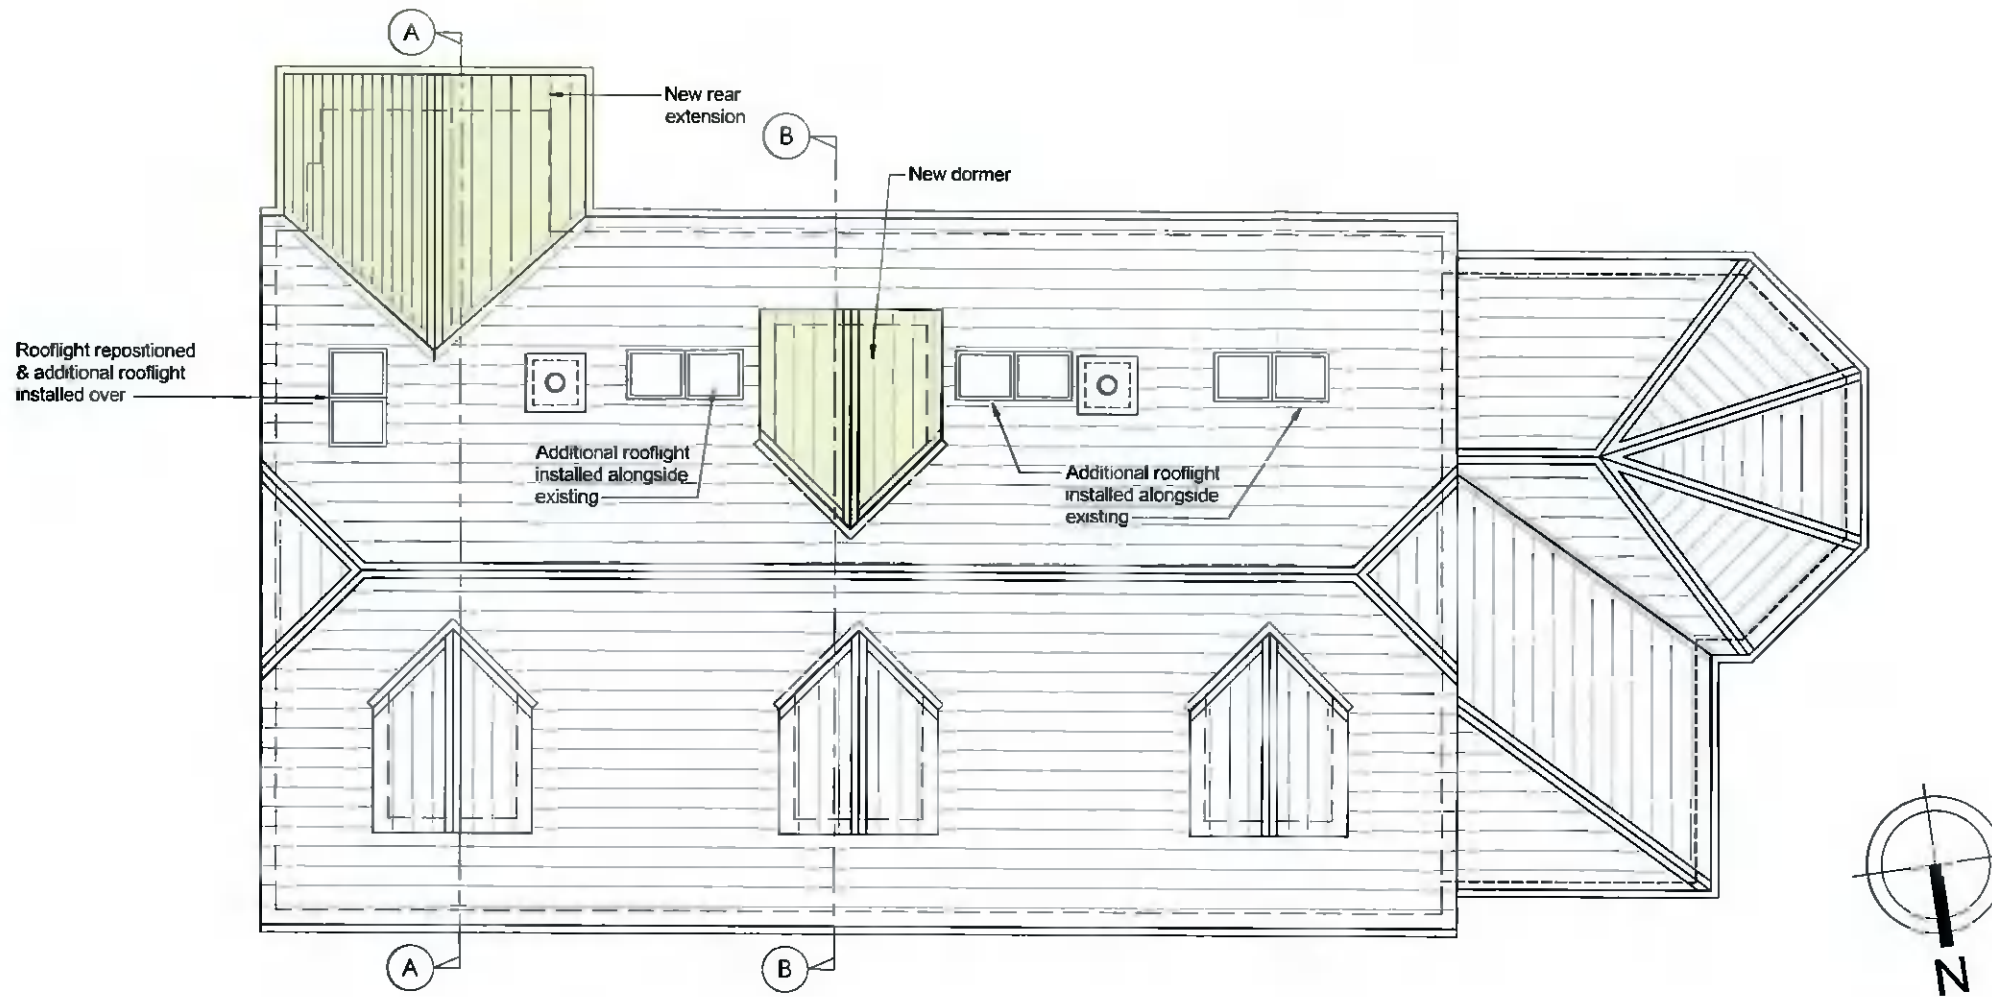 A
New rear
extension
B
New dormer
Rooflight repositioned
& additional rooflight
installed over
Additional rooflight
installed alongside
existing
Additional rooflight
installed alongside
existing
A
B
N